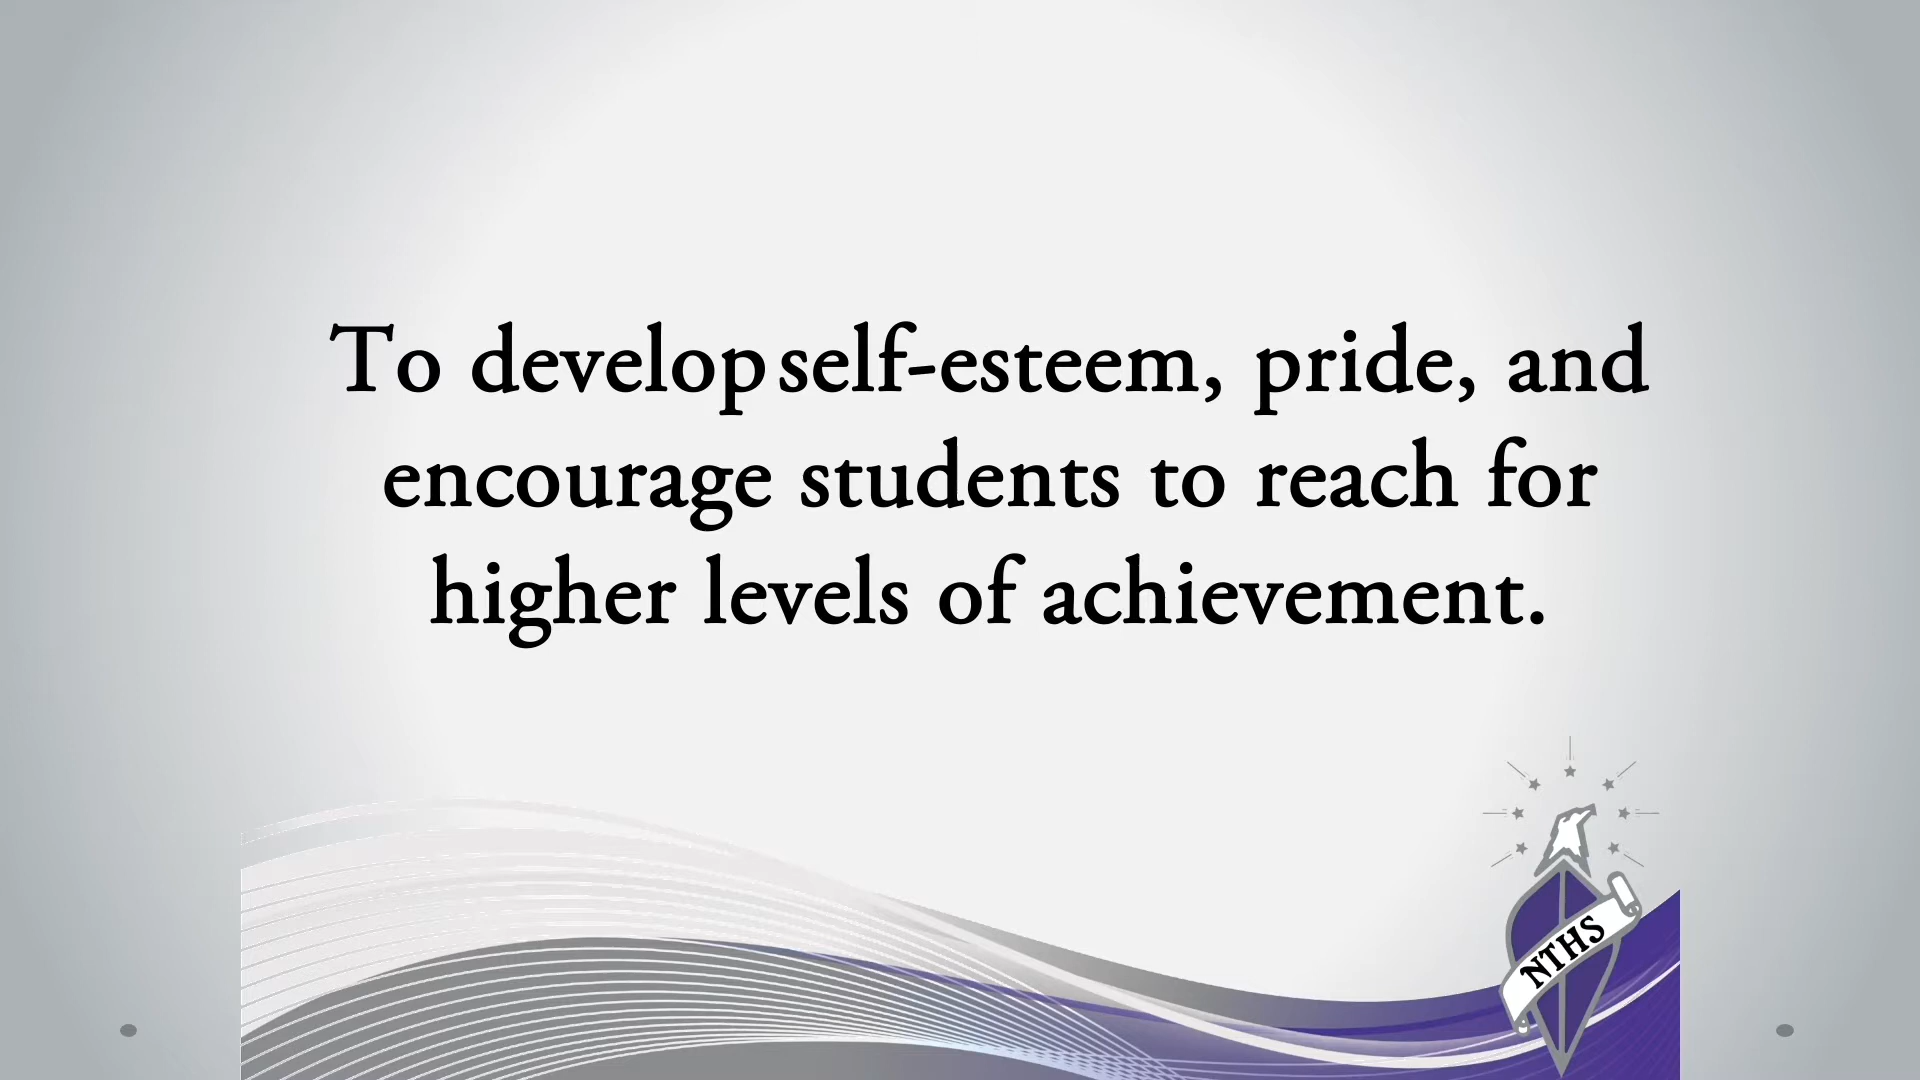 To develop self-esteem, pride, and
encourage students to reach for
higher levels of achievement.
NTHS